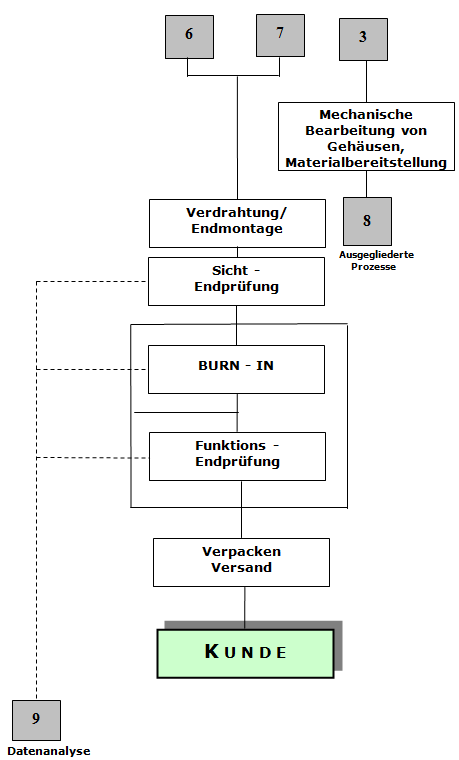 6
7
3
Mechanische
Bearbeitung von
Gehäusen,
Materialbereitstellung
8
Ausgegliederte
Prozesse
Verdrahtung/
Endmontage
Sicht -
Endprüfung
BURN - IN
Funktions -
Endprüfung
Verpacken
Versand
KUNDE
9
Datenanalyse